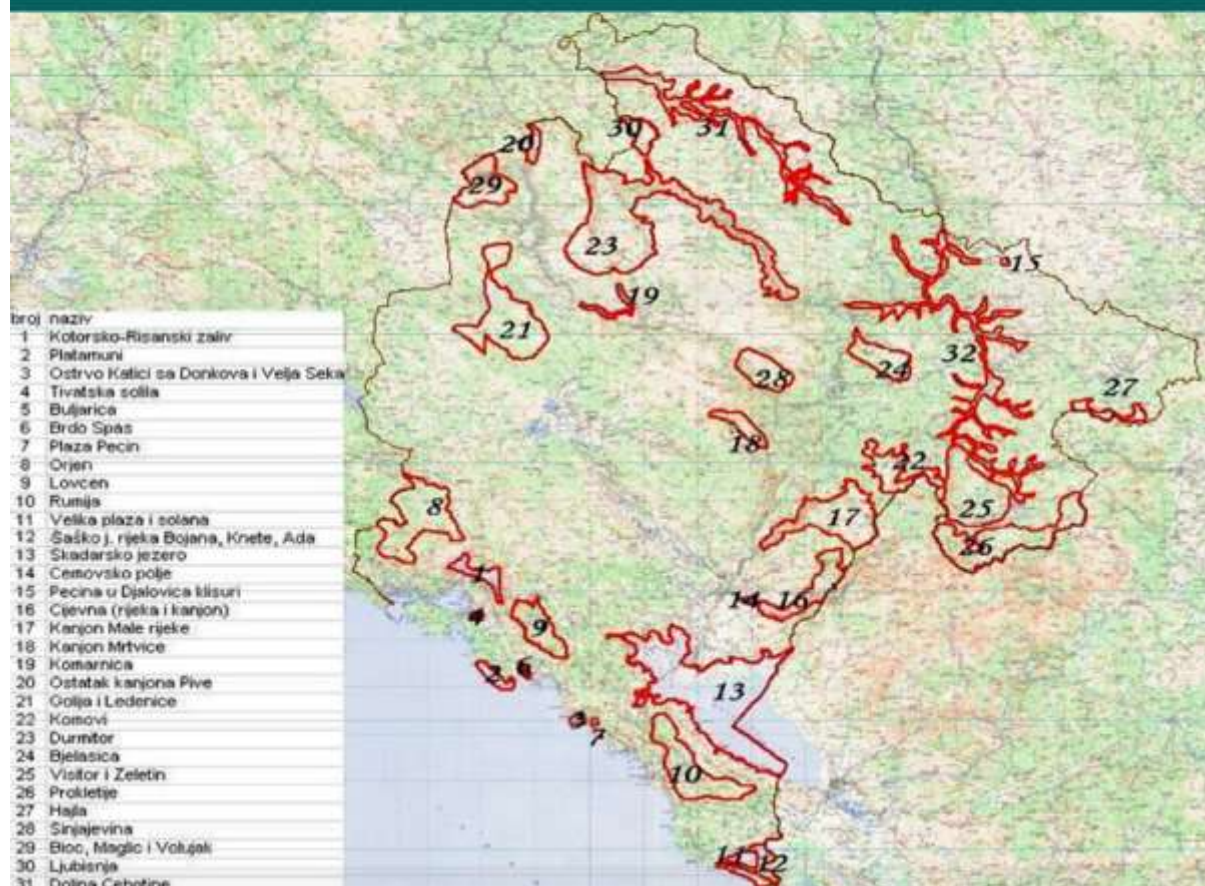 broj naziv
1 Kotorsko-Risanski zaliv
2 Platamuni
3 Ostrvo Katici sa Donkova i Velja Seka
4 Tivatska solila
5 Buljarica
6 Brdo Spas
7 Plaza Pecin
8 Orjen
9 Lovcen
10 Rumija
11 Velika plaza i solana
12 Šaško j. rijeka Bojana, Knete, Ada
13 Skadarsko jezero
14 Cemovsko polje
15 Pecina u Djalovica klisuri
16 Cijevna (rijeka i kanjon)
17 Kanjon Male rijeke
18 Kanjon Mrtvice
19 Komarnica
20 Ostatak kanjona Pive
21 Golija i Ledenice
22 Komovi
23 Durmitor
24 Bjelasica
25 Visitor i Zeletin
26 Prokletije
27 Hajla
28 Sinjajevina
29 Bioc, Maglic i Volujak
30 Ljubisnja
31 Dolina Cehotine
20
30
31
29
23
15
19
21
32
28
24
27
18
22
8
17
25
26
1
14
16
4
9
2
6
13
3
7
10
11
12